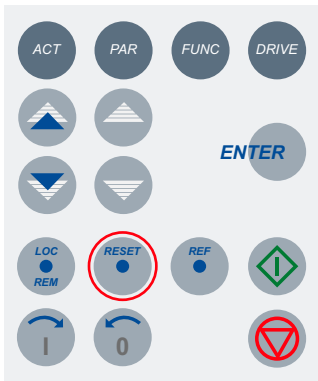 ACT PAR FUNC DRIVE
ENTER
LOC RESET REF
REM
I 0